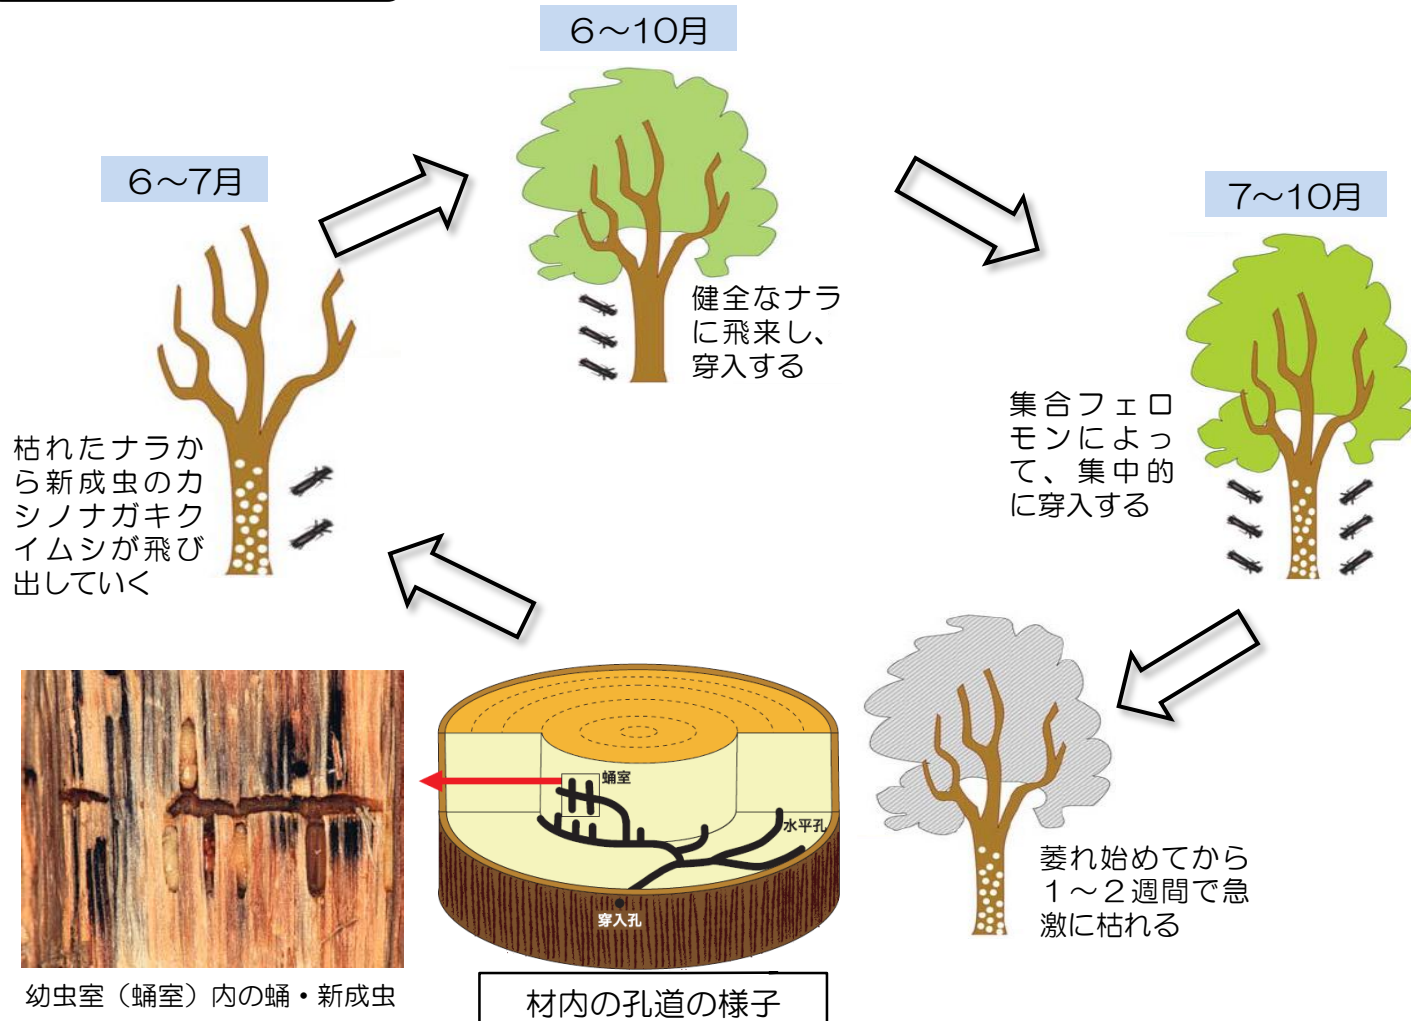 6～10月
6～7月
7～10月
健全なナラ
に飛来し、
穿入する
集合フェロ
モンによっ
て、集中的
に穿入する
枯れたナラか
ら新成虫のカ
シノナガキク
イムシが飛び
出していく
蛹室
水平孔
穿入孔
萎れ始めてから
1～2週間で急
激に枯れる
幼虫室（蛹室）内の蛹・新成虫
材内の孔道の様子